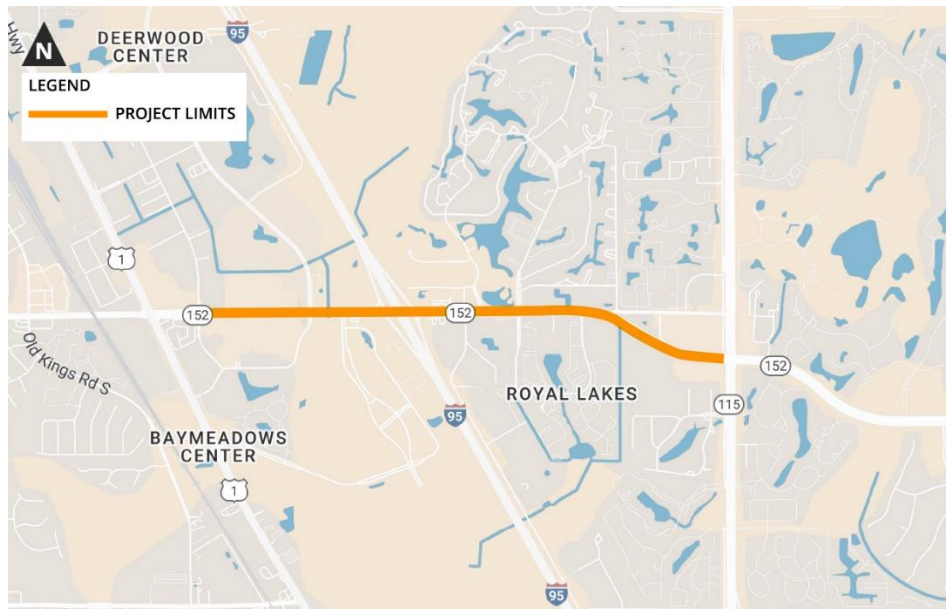 Hwy
N
DEERWOOD
CENTER
95
LEGEND
PROJECT LIMITS
1
152
152
Old Kings Rd S
152
ROYAL LAKES
115
95
BAYMEADOWS
CENTER
1
95